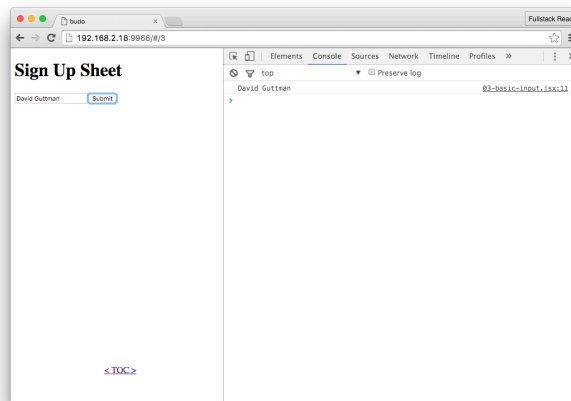 budo
Fullstack Reac
192.168.2.18:9966/#/3
Sign Up Sheet
David Guttman Submit
< TOC >
Elements Console Sources Network Timeline Profiles »
top Preserve log
David Guttman 03-basic-input.jsx:11
>